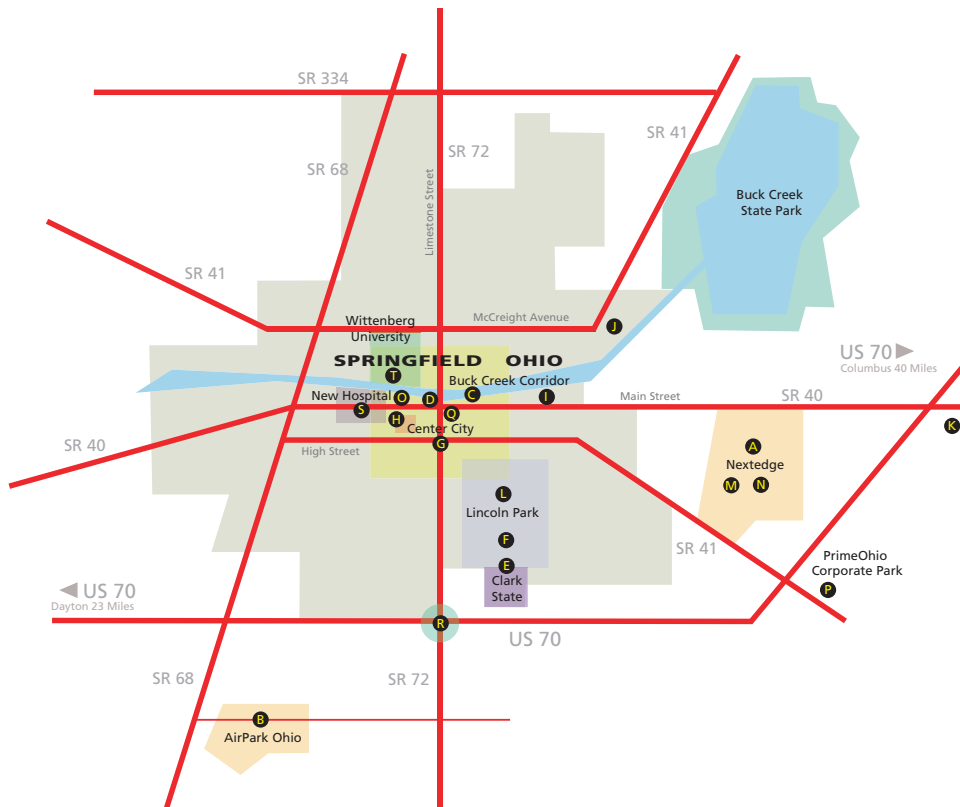 SR 334
SR 41
SR 72
SR 68
Limestone Street
Buck Creek
State Park
SR 41
McCreight Avenue
J
Wittenberg
University
SPRINGFIELD OHIO
US 70
Columbus 40 Miles
T
Buck Creek Corridor
New Hospital
O
D
C
I
Main Street
SR 40
S
H
Q
Center City
K
SR 40
High Street
G
A
Nextedge
M
N
L
Lincoln Park
F
SR 41
PrimeOhio
Corporate Park
E
Clark
State
P
US 70
Dayton 23 Miles
R
US 70
SR 68
SR 72
B
AirPark Ohio